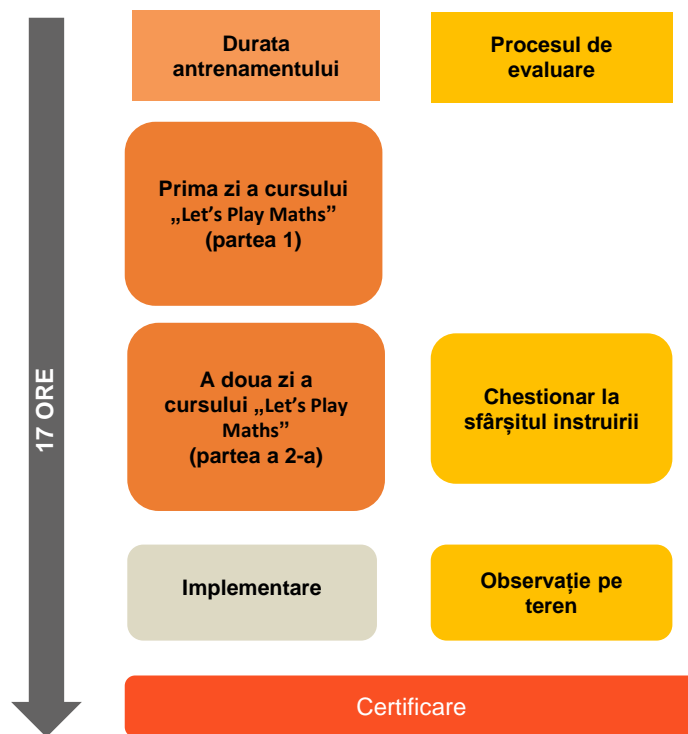 Durata
antrenamentului
Procesul de
evaluare
Prima zi a cursului
„Let’s Play Maths”
(partea 1)
17 ORE
A doua zi a
cursului „Let’s Play
Maths”
(partea a 2-a)
Chestionar la
sfârșitul instruirii
Implementare
Observație pe
teren
Certificare